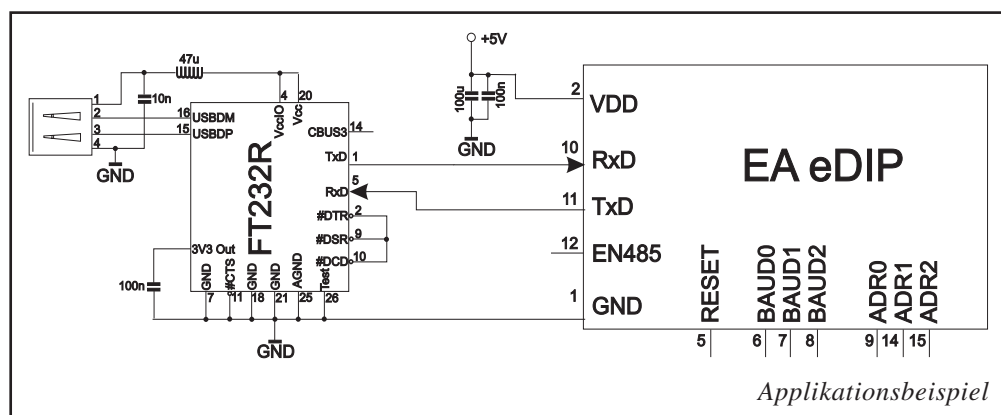 +5V
47u
10n
1
2
3
4
GND
16 USBDM
15 USBDP
4
VccIO
20
Vcc
CBUS3 14
TxD 1
RxD 5
#DTR 2
#DSR 9
#DCD 10
FT232R
3V3 Out
100n
GND
#CTS
GND
GND
AGND
Test
7
11
18
21
25
26
GND
100u
100n
GND
2 VDD
10 RxD
11 TxD
12 EN485
1 GND
EA eDIP
RESET
BAUD0
BAUD1
BAUD2
ADR0
ADR1
ADR2
5
6
7
8
9
14
15
Applikationsbeispiel